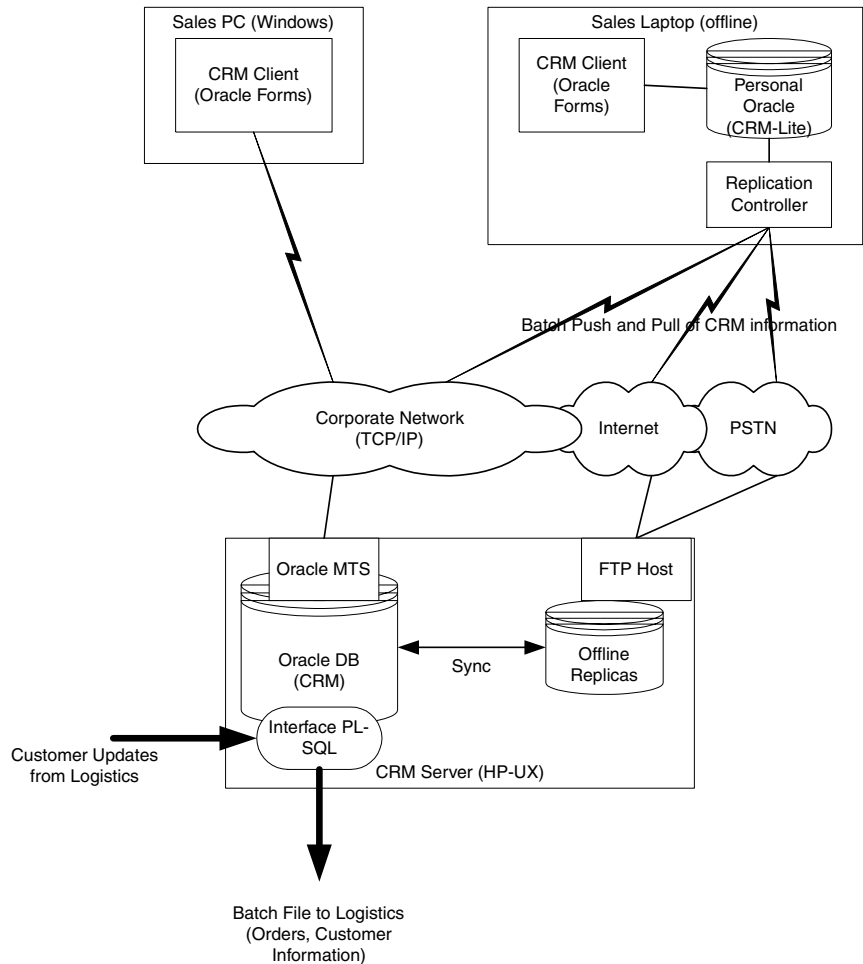 Sales PC (Windows)
CRM Client
(Oracle Forms)
Sales Laptop (offline)
CRM Client
(Oracle
Forms)
Personal
Oracle
(CRM-Lite)
Replication
Controller
Batch Push and Pull of CRM information
Corporate Network
(TCP/IP)
Internet
PSTN
Oracle MTS
FTP Host
Oracle DB
(CRM)
Sync
Offline
Replicas
Interface PL-
SQL
Customer Updates
from Logistics
CRM Server (HP-UX)
Batch File to Logistics
(Orders, Customer
Information)